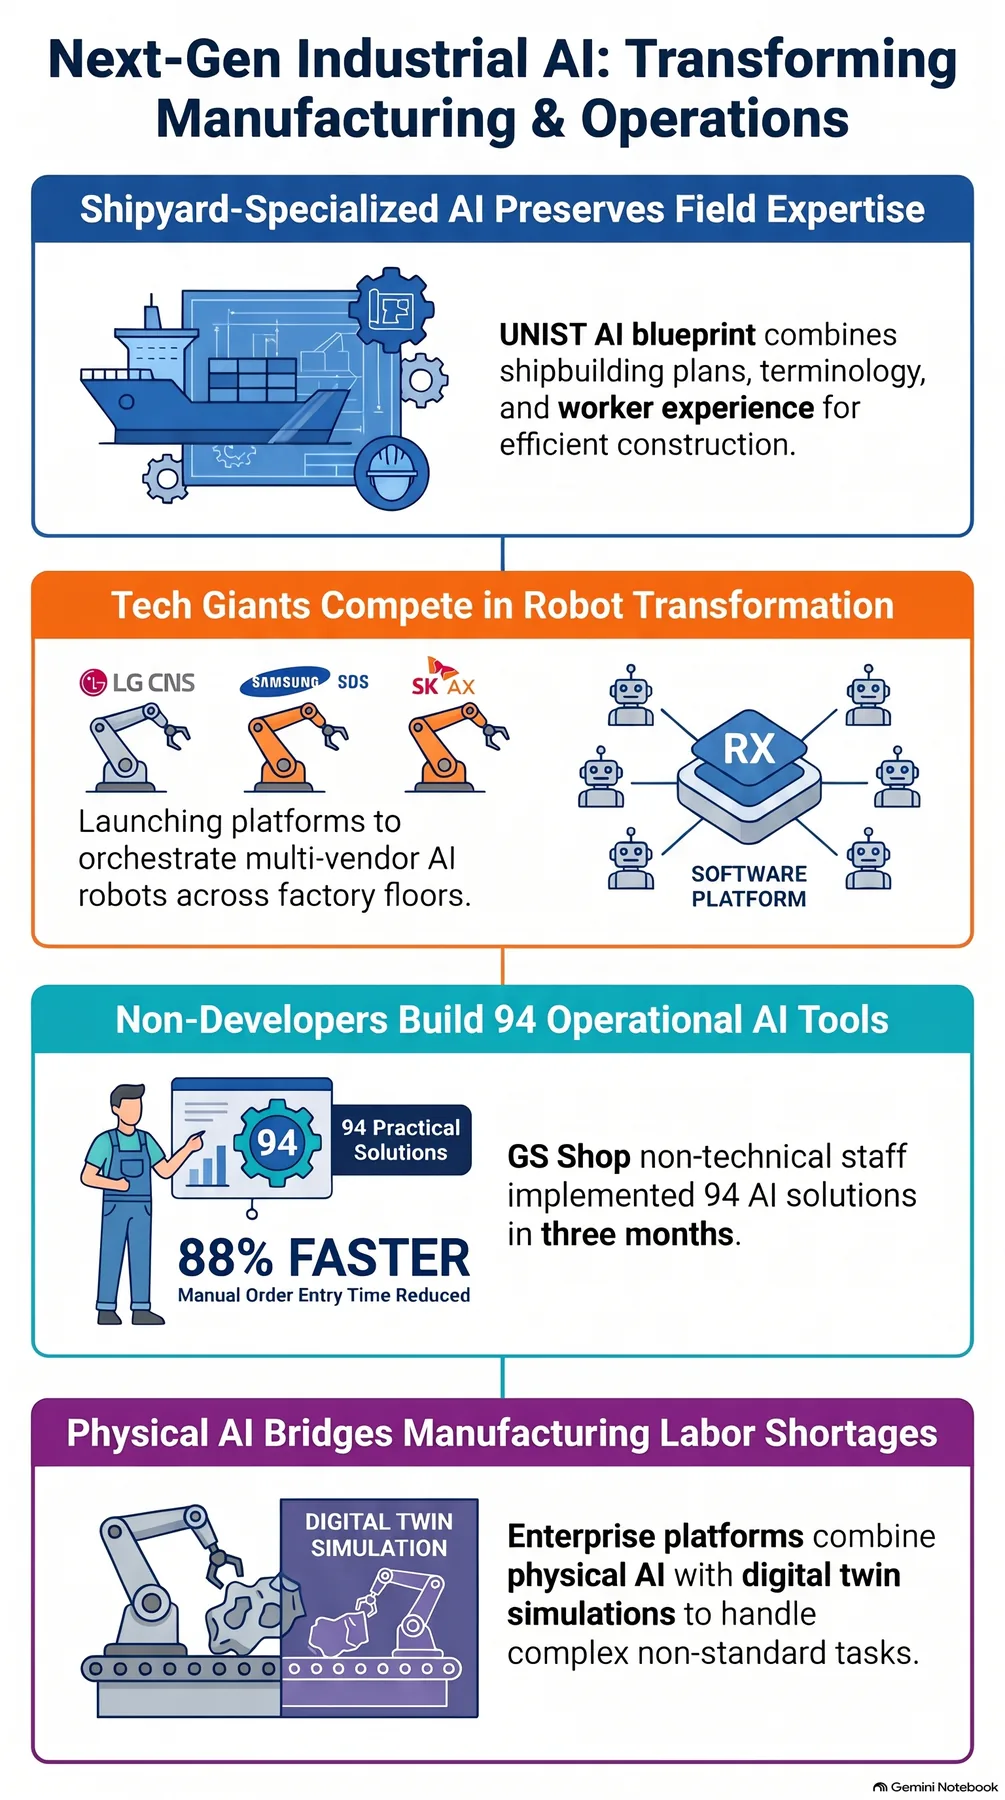 Next-Gen Industrial AI: Transforming
Manufacturing & Operations
Shipyard-Specialized AI Preserves Field Expertise
UNIST AI blueprint combines
shipbuilding plans, terminology,
and worker experience for
efficient construction.
Tech Giants Compete in Robot Transformation
LG CNS
SAMSUNG SDS
SK AX
Launching platforms to
orchestrate multi-vendor AI
robots across factory floors.
RX
SOFTWARE
PLATFORM
Non-Developers Build 94 Operational AI Tools
94
94 Practical
Solutions
88% FASTER
Manual Order Entry Time Reduced
GS Shop non-technical staff
implemented 94 AI solutions
in three months.
Physical AI Bridges Manufacturing Labor Shortages
DIGITAL TWIN
SIMULATION
Enterprise platforms combine
physical AI with digital twin
simulations to handle
complex non-standard tasks.
Gemini Notebook